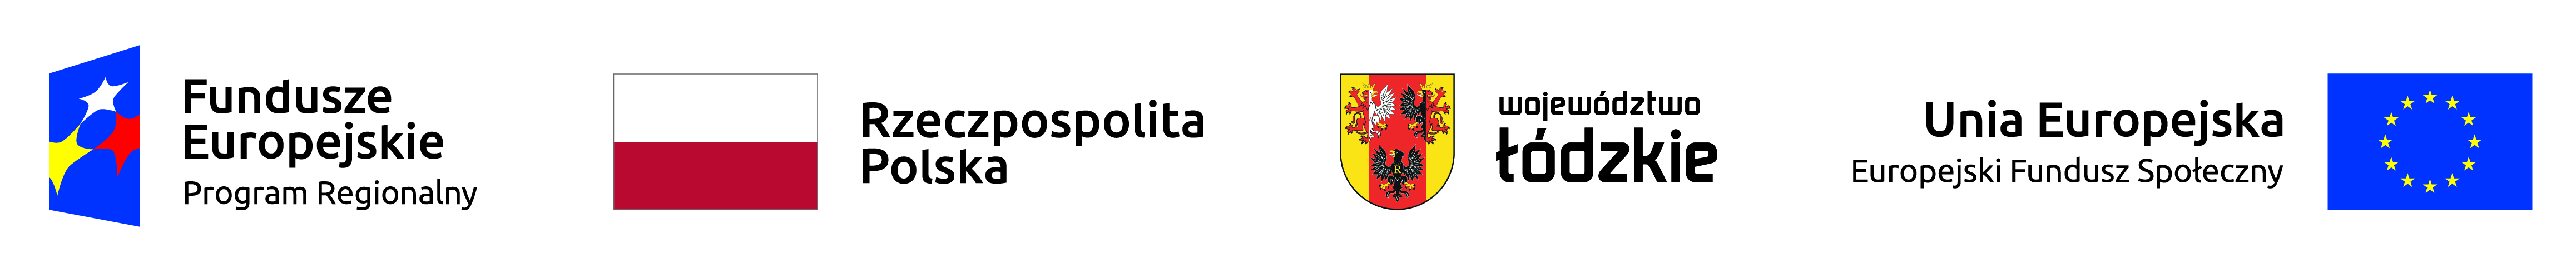 Fundusze
Europejskie
Program Regionalny
Rzeczpospolita
Polska
województwo
łódzkie
R
Unia Europejska
Europejski Fundusz Społeczny